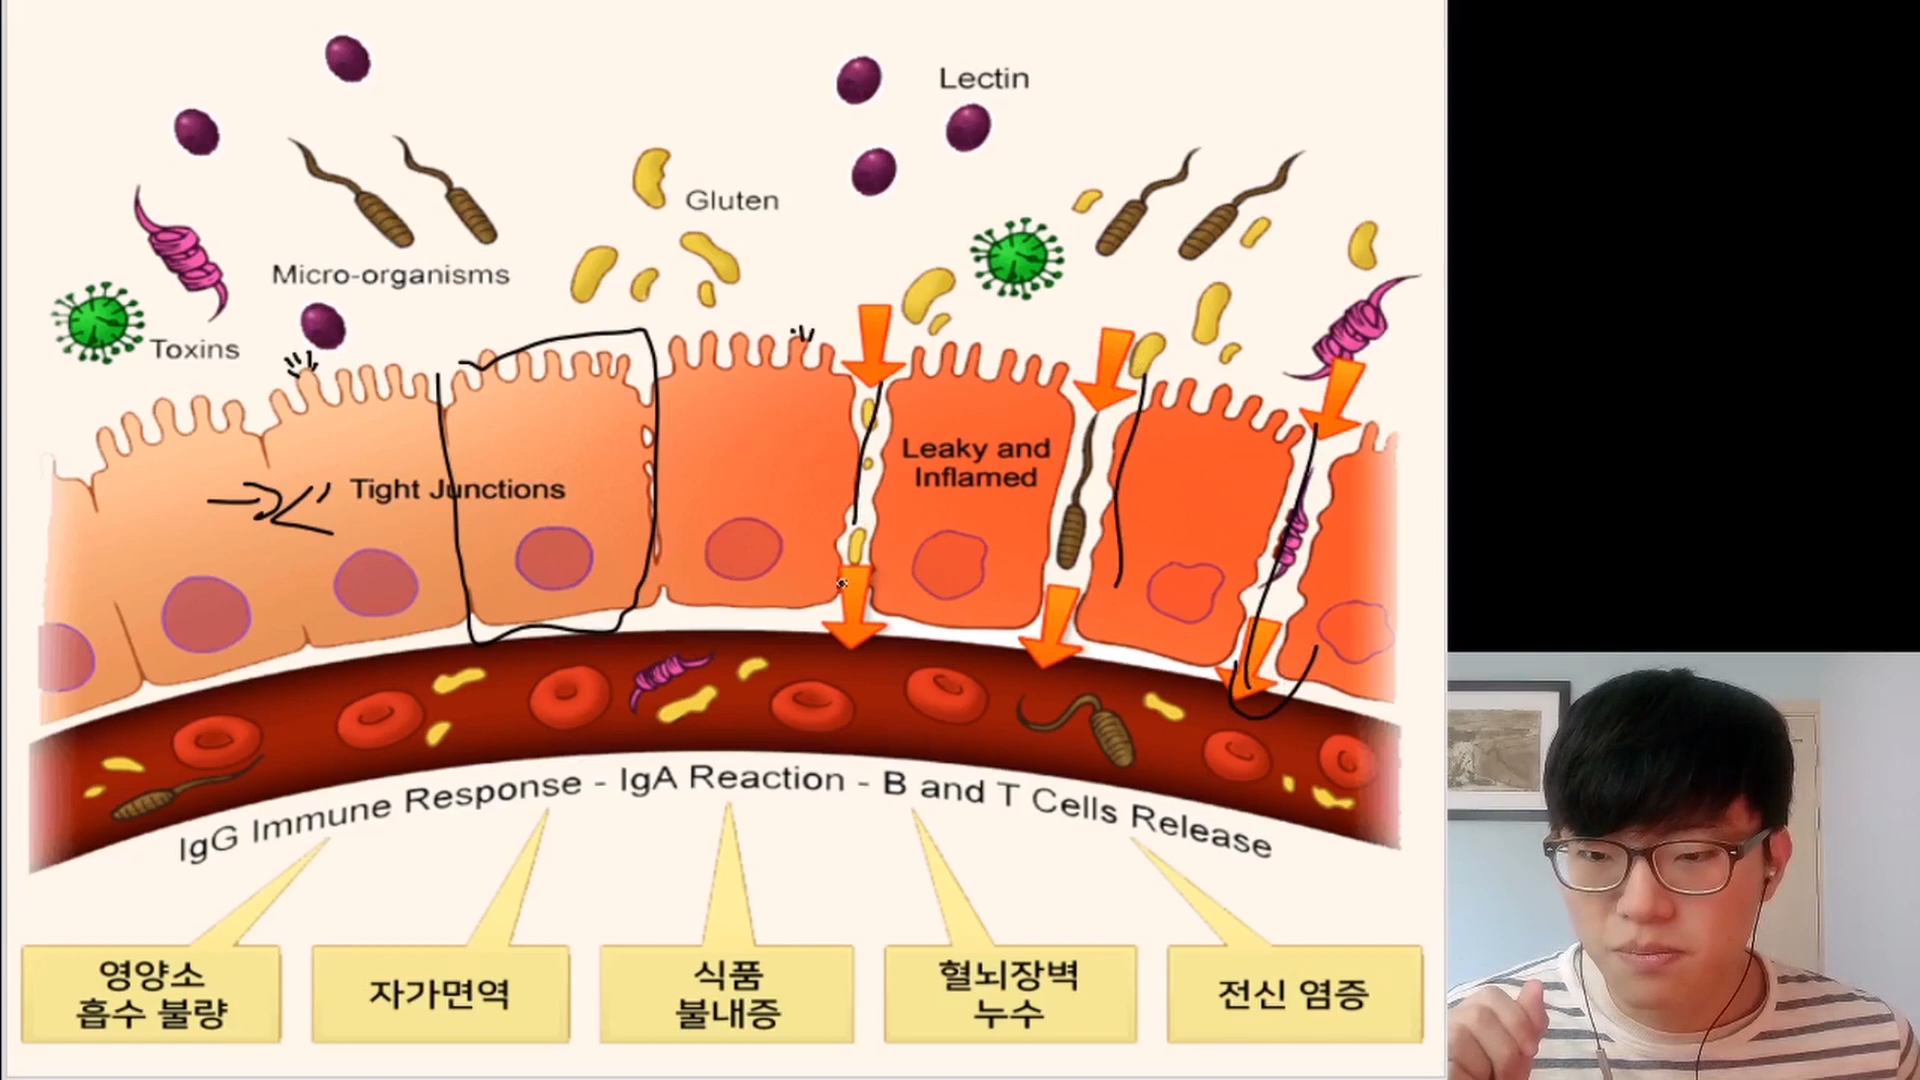 Lectin
Gluten
Micro-organisms
Toxins
Leaky and
Inflamed
Tight Junctions
IgG Immune Response - IgA Reaction - B and T Cells Release
영양소
흡수 불량
자가면역
식품
불내증
혈뇌장벽
누수
전신 염증